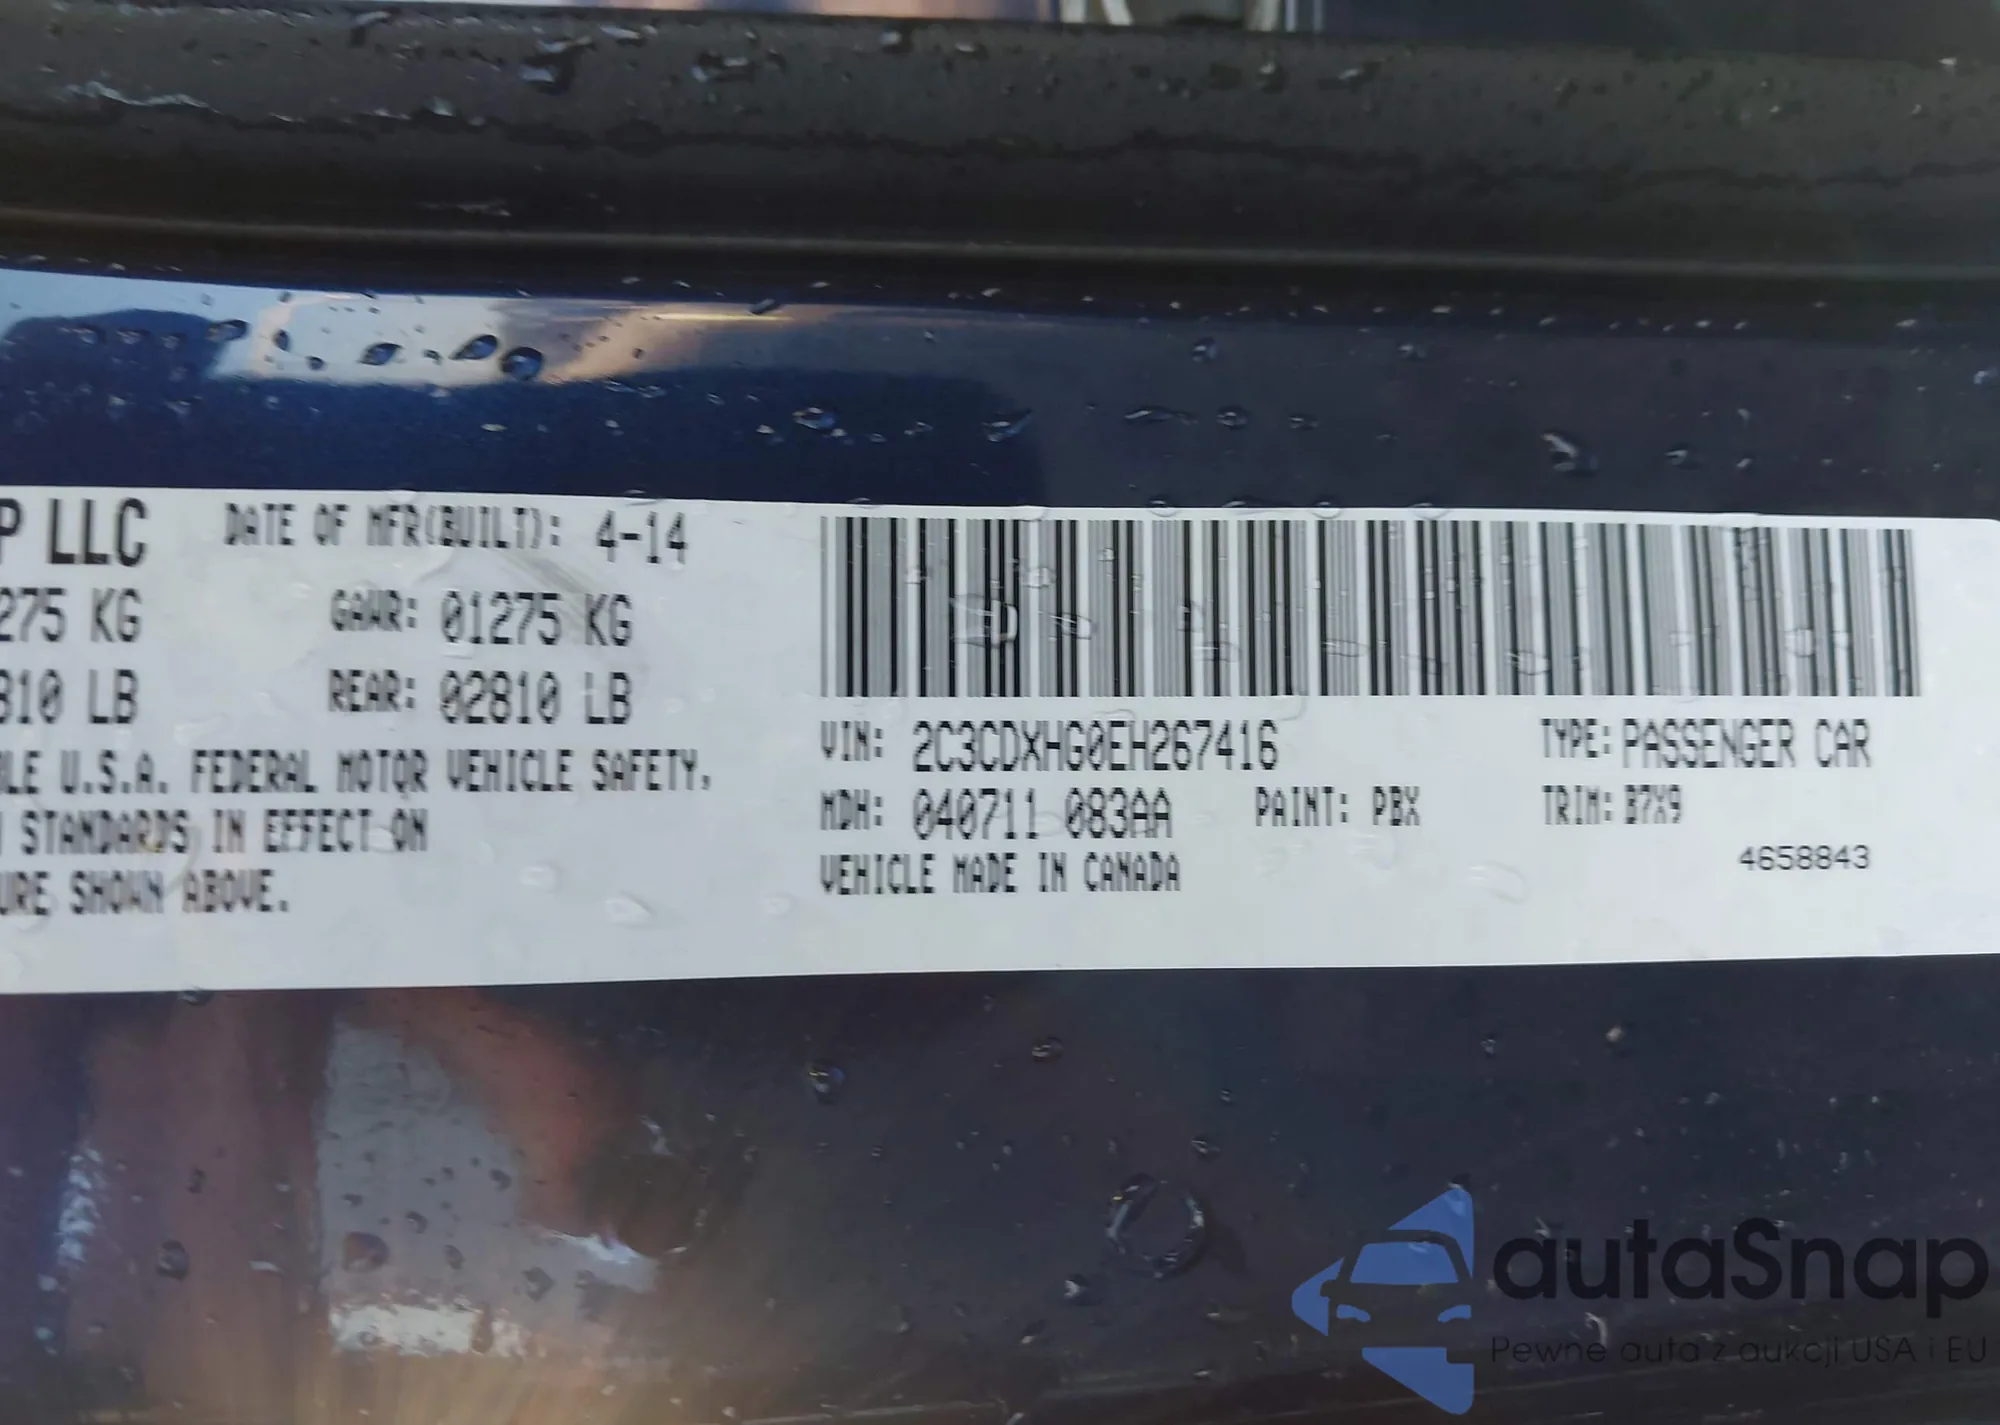 P LLC DATE OF MFR(BUILT): 4-14
275 KG GAWR: 01275 KG
810 LB REAR: 02810 LB
BLE U.S.A. FEDERAL MOTOR VEHICLE SAFETY,
STANDARDS IN EFFECT ON
URE SHOWN ABOVE.
VIN: 2C3CDXHG0EH267416 TYPE: PASSENGER CAR
MDH: 040711 083AA PAINT: PBX TRIM: B7X9
VEHICLE MADE IN CANADA
4658843
autaSnap
Pewne auta z aukcji USA i EU